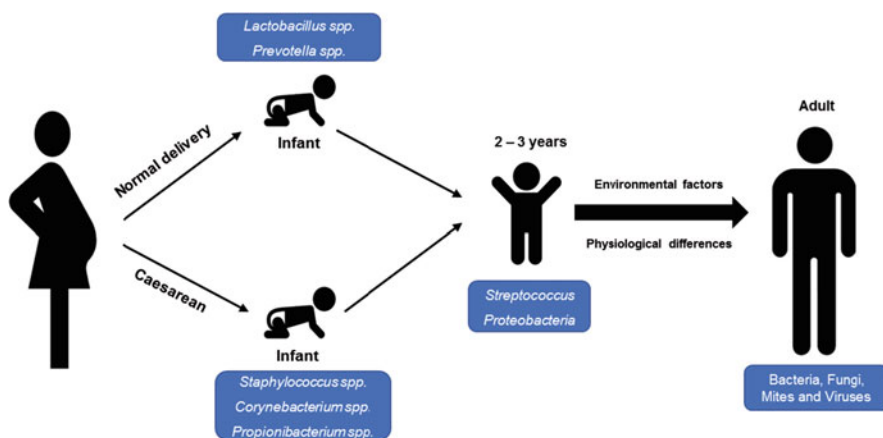 Lactobacillus spp.
Prevotella spp.
Normal delivery
Infant
Caesarean
Infant
Staphylococcus spp.
Corynebacterium spp.
Propionibacterium spp.
2 – 3 years
Streptococcus
Proteobacteria
Environmental factors
Physiological differences
Adult
Bacteria, Fungi,
Mites and Viruses